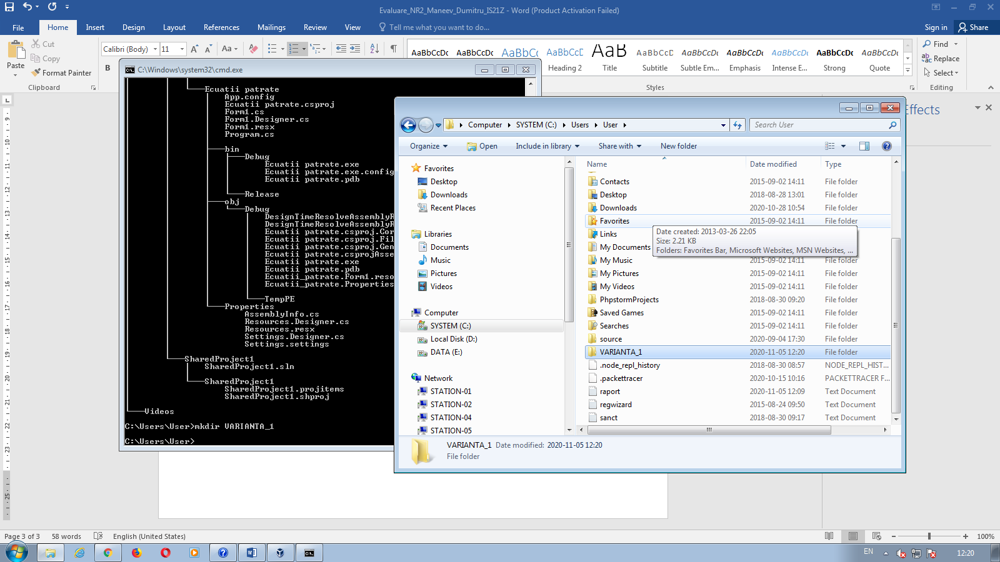 Evaluare_NR2_Maneev_Dumitru_IS21Z - Word (Product Activation Failed)
File Home Insert Design Layout References Mailings Review View Tell me what you want to do... Sign in Share
Cut
Copy
Format Painter
Paste
Clipboard
Calibri (Body) 11
B
AaBbCcDc AaBbCcDc AaBbCc AaBbCcD AaB AaBbCcD AaBbCcDc AaBbCcDc AaBbCcDc AaBbCcDc AaBbCcDc
Heading 2 Title Subtitle Subtle Em... Emphasis Intense E... Strong Quote
Styles
Find
Replace
Select
Editing
Effects
C:\Windows\system32\cmd.exe
Ecuatii patrate
App.config
Ecuatii patrate.csproj
Form1.cs
Form1.Designer.cs
Form1.resx
Program.cs
bin
Debug
Ecuatii patrate.exe
Ecuatii patrate.exe.config
Ecuatii patrate.pdb
Release
obj
Debug
DesignTimeResolveAssemblyR
DesignTimeResolveAssemblyR
Ecuatii patrate.csproj.Cor
Ecuatii patrate.csproj.Fil
Ecuatii patrate.csproj.Gen
Ecuatii patrate.csprojAsse
Ecuatii patrate.exe
Ecuatii patrate.pdb
Ecuatii_patrate.Form1.reso
Ecuatii_patrate.Properties
TempPE
Properties
AssemblyInfo.cs
Resources.Designer.cs
Resources.resx
Settings.Designer.cs
Settings.settings
SharedProject1
SharedProject1.sln
SharedProject1
SharedProject1.projitems
SharedProject1.shproj
Videos
C:\Users\User>mkdir VARIANTA_1
C:\Users\User>
Computer SYSTEM (C:) Users User
Search User
Organize Open Include in library Share with New folder
Favorites
Desktop
Downloads
Recent Places
Libraries
Documents
Music
Pictures
Videos
Computer
SYSTEM (C:)
Local Disk (D:)
DATA (E:)
Network
STATION-01
STATION-02
STATION-04
STATION-05
Name Date modified Type
Contacts 2015-09-02 14:11 File folder
Desktop 2018-08-28 13:01 File folder
Downloads 2020-10-28 10:54 File folder
Favorites 2015-09-02 14:11 File folder
Links
My Documents
Date created: 2013-03-26 22:05
Size: 2.21 KB
Folders: Favorites Bar, Microsoft Websites, MSN Websites, ...
My Music 2015-09-02 14:11 File folder
My Pictures 2015-09-02 14:11 File folder
My Videos 2015-09-02 14:11 File folder
PhpstormProjects 2018-08-30 09:20 File folder
Saved Games 2015-09-02 14:11 File folder
Searches 2015-09-02 14:11 File folder
source 2020-09-04 17:30 File folder
VARIANTA_1 2020-11-05 12:20 File folder
.node_repl_history 2018-08-30 08:57 NODE_REPL_HIST...
.packettracer 2020-10-15 10:16 PACKETTRACER F...
raport 2020-11-05 12:09 Text Document
regwizard 2015-08-24 09:50 Text Document
sanct 2018-08-30 09:17 Text Document
VARIANTA_1 Date modified: 2020-11-05 12:20
File folder
Page 3 of 3 58 words English (United States) 100%
EN 12:20